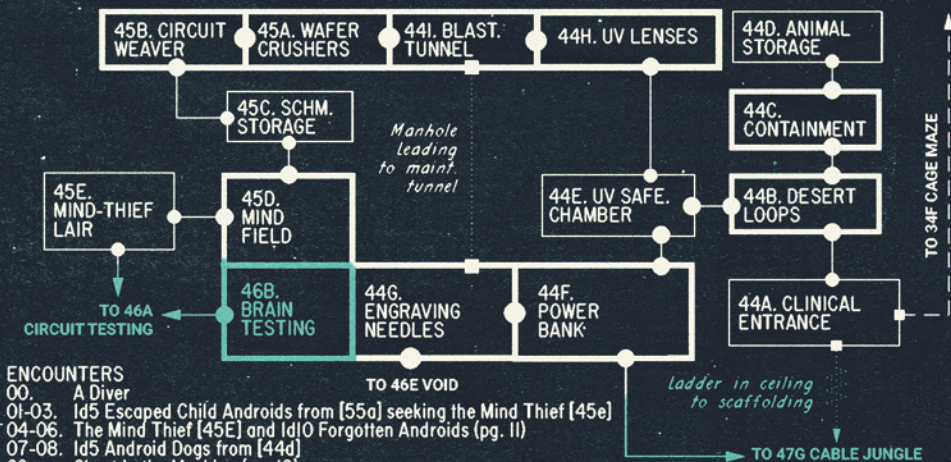 45B. CIRCUIT
WEAVER
45A. WAFER
CRUSHERS
44I. BLAST.
TUNNEL
44H. UV LENSES
44D. ANIMAL
STORAGE
45C. SCHM.
STORAGE
Manhole
leading
to maint.
tunnel
44C.
CONTAINMENT
TO 34F CAGE MAZE
45E.
MIND-THIEF
LAIR
45D.
MIND
FIELD
44E. UV SAFE.
CHAMBER
44B. DESERT
LOOPS
TO 46A
CIRCUIT TESTING
46B.
BRAIN
TESTING
44G.
ENGRAVING
NEEDLES
44F.
POWER
BANK
44A. CLINICAL
ENTRANCE
TO 46E VOID
Ladder in ceiling
to scaffolding
TO 47G CABLE JUNGLE
ENCOUNTERS
00. A Diver
01-03. 1d5 Escaped Child Androids from [55a] seeking the Mind Thief [45e]
04-06. The Mind Thief [45E] and 1d10 Forgotten Androids (pg. 11)
07-08. 1d5 Android Dogs from [44d]